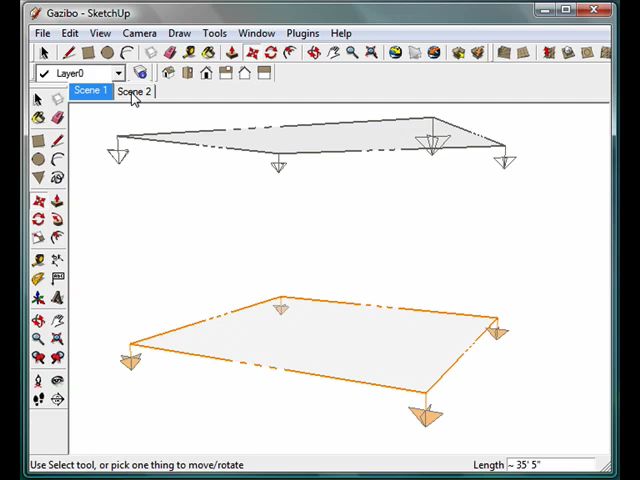 Gazibo - SketchUp
File Edit View Camera Draw Tools Window Plugins Help
Layer0
Scene 1 Scene 2
Use Select tool, or pick one thing to move/rotate Length ~ 35' 5"